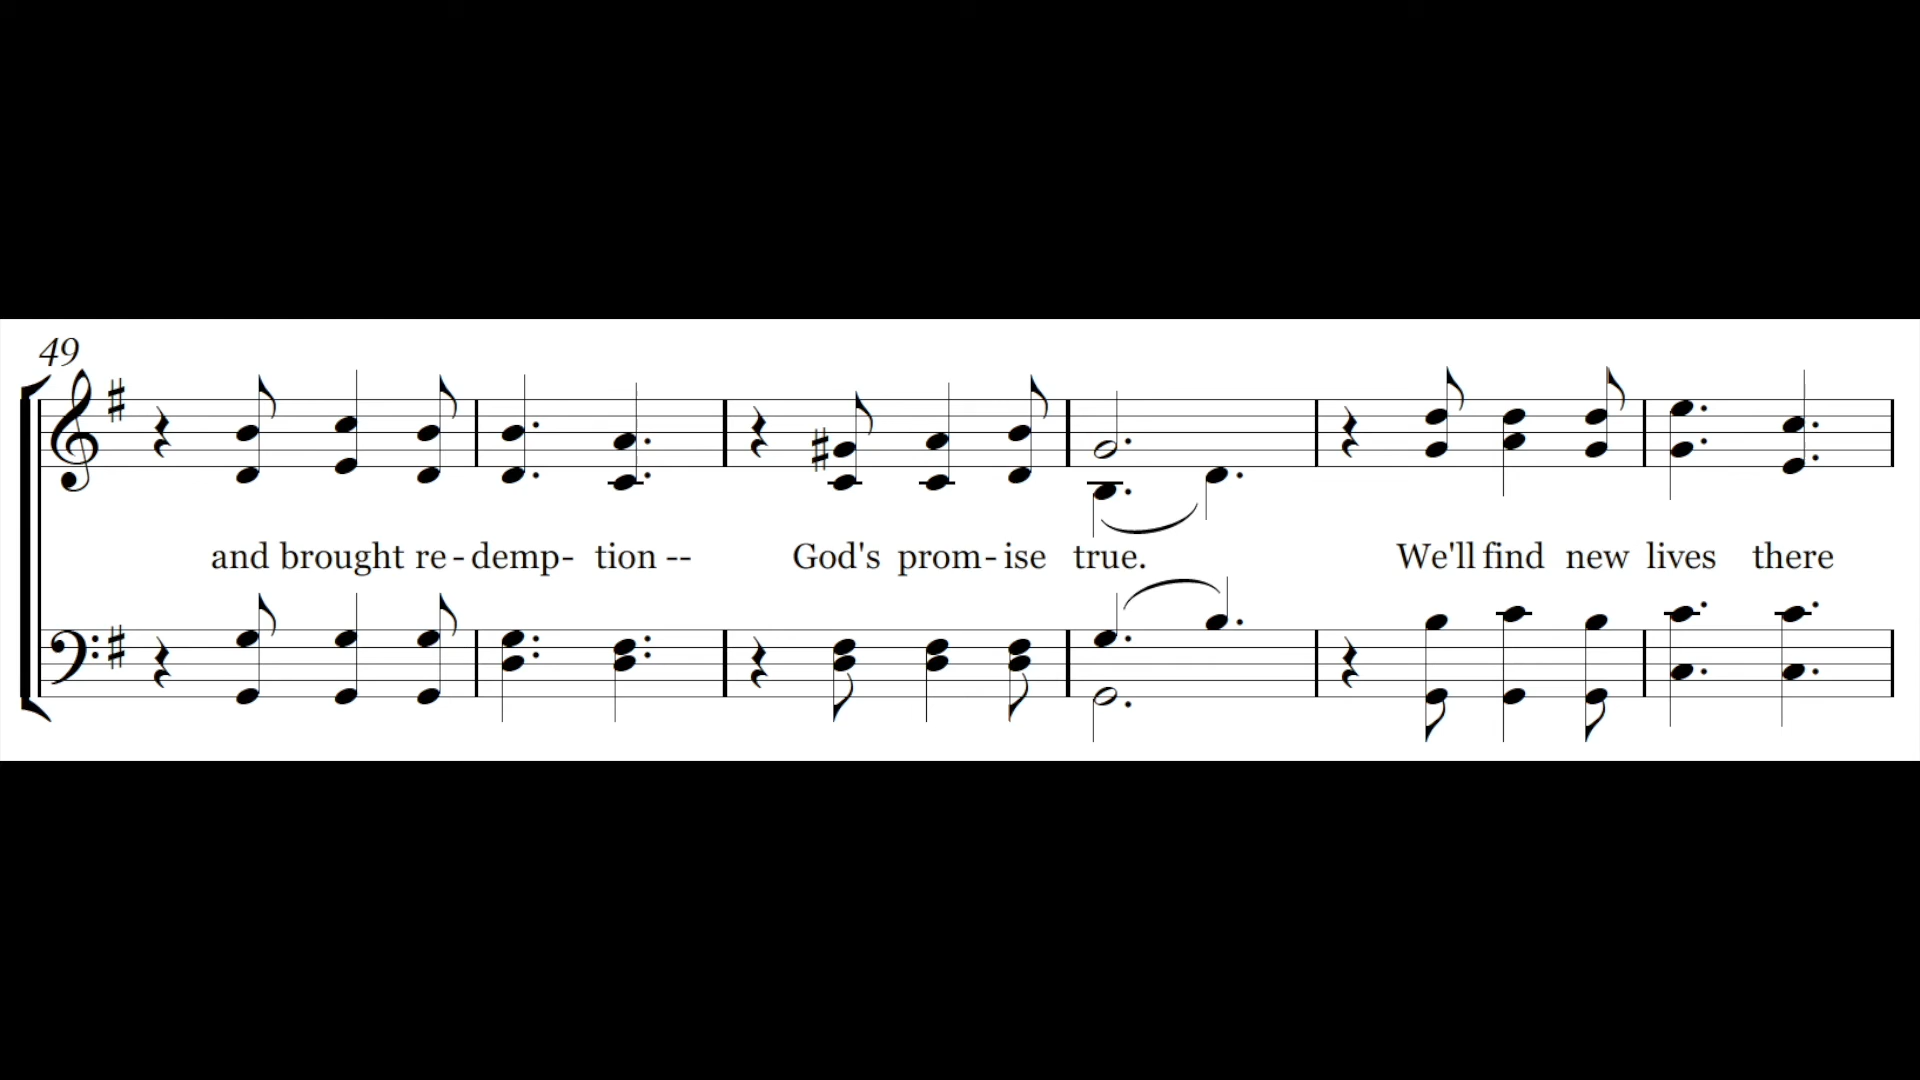 49
and brought re - demp- tion -- God's prom- ise true. We'll find new lives there